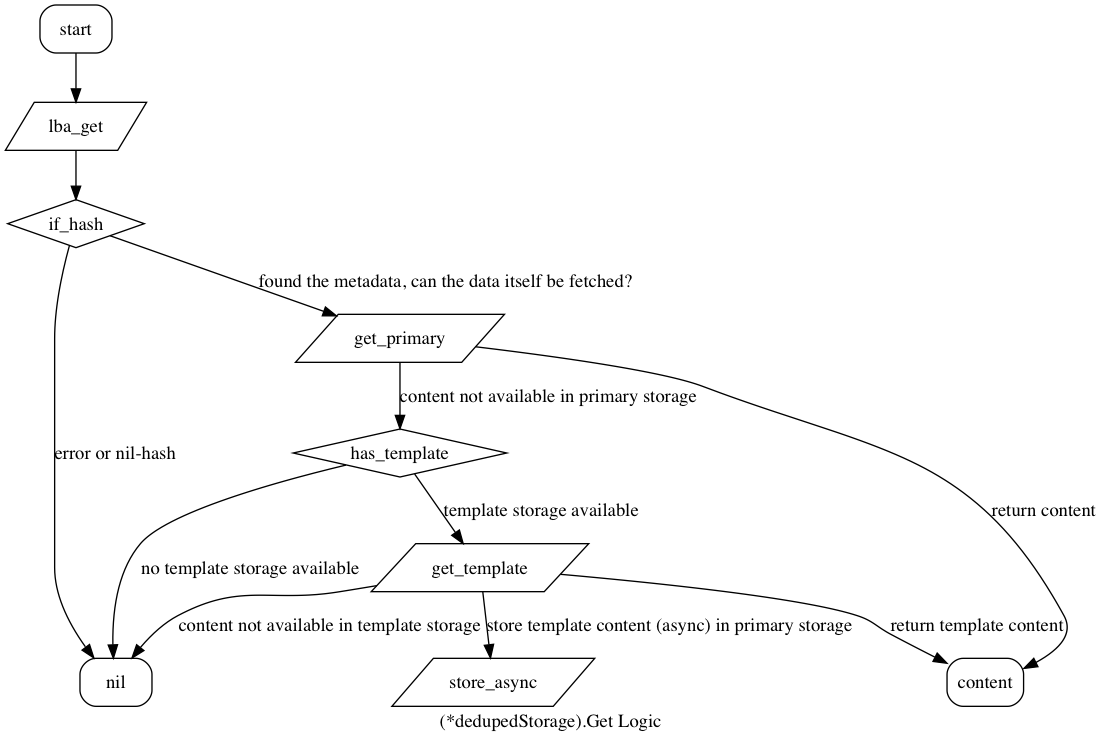 start
lba_get
if_hash
found the metadata, can the data itself be fetched?
get_primary
content not available in primary storage
has_template
error or nil-hash
template storage available
return content
no template storage available
get_template
content not available in template storage
store template content (async) in primary storage
return template content
nil
store_async
content
(*dedupedStorage).Get Logic